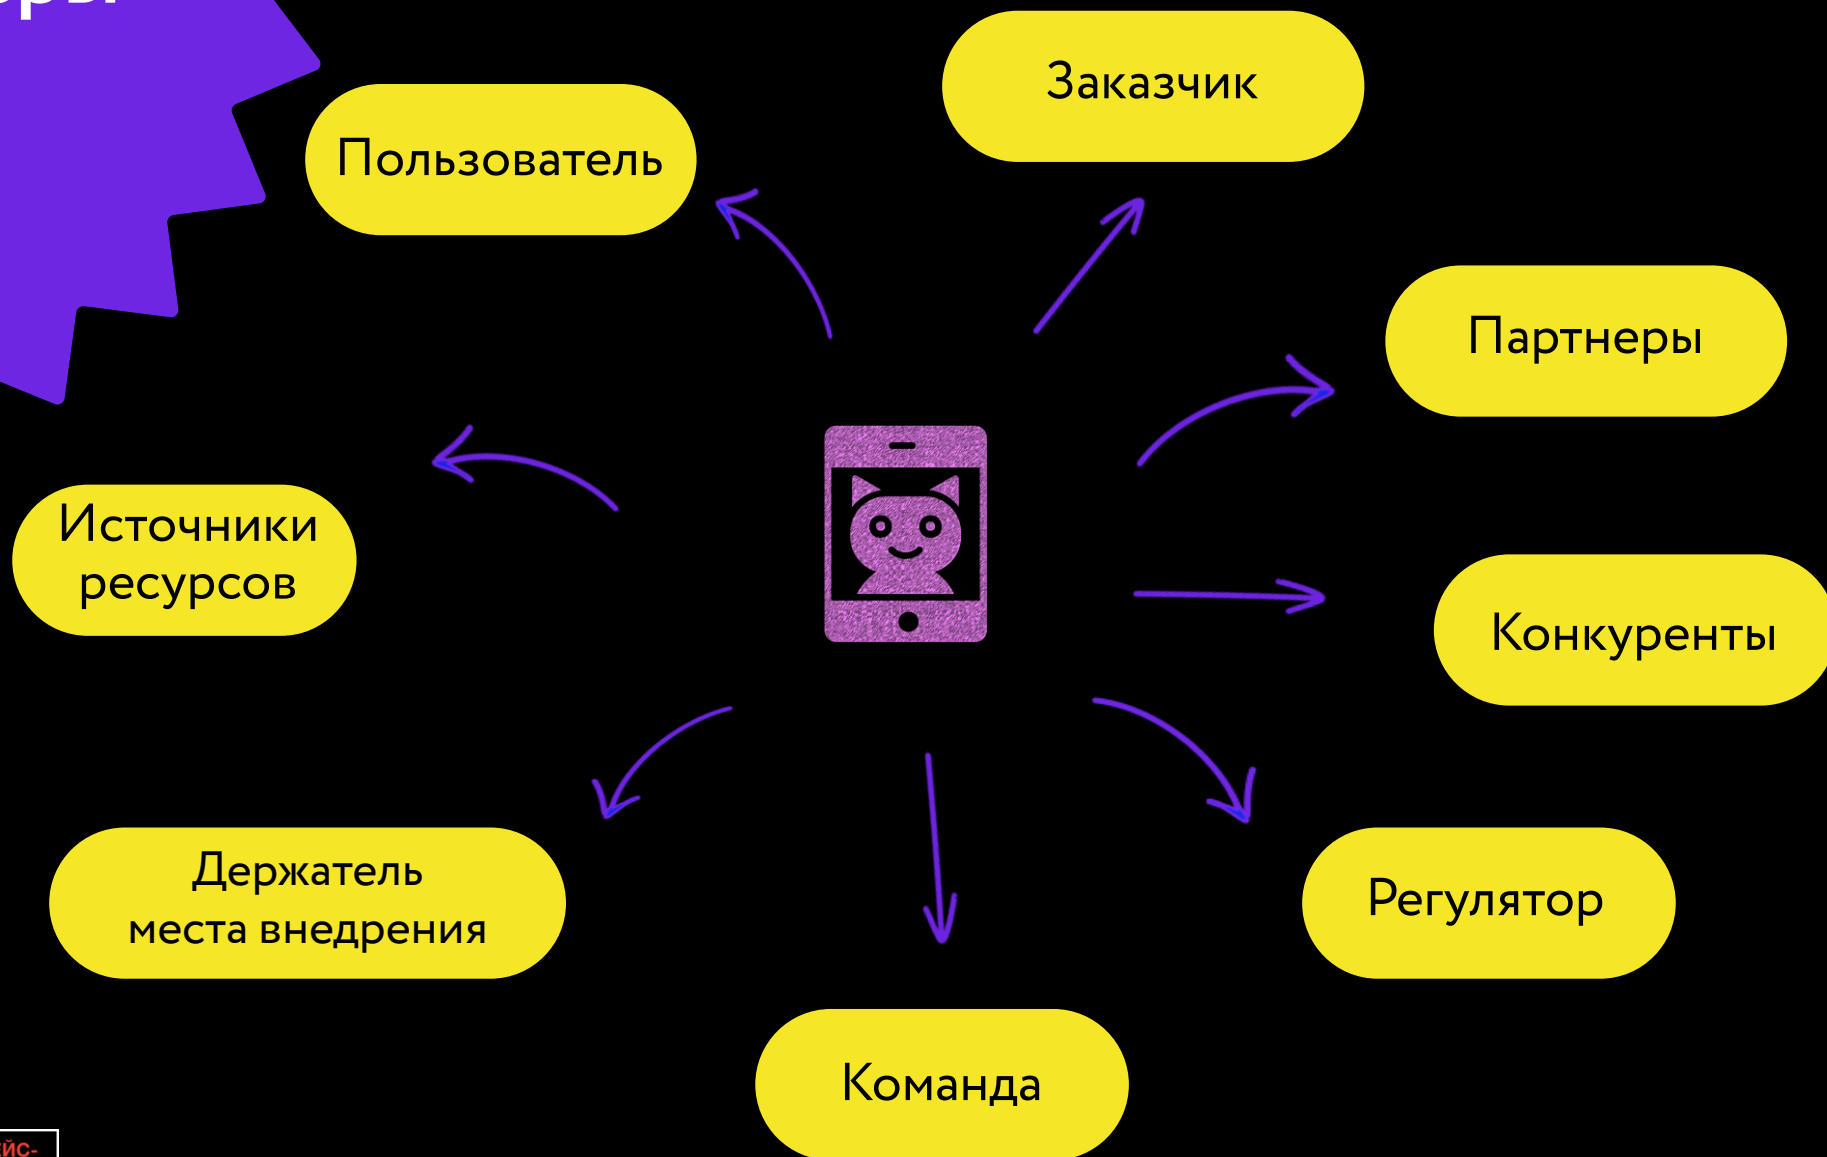 Заказчик
Пользователь
Партнеры
Источники
ресурсов
Конкуренты
Держатель
места внедрения
Регулятор
Команда